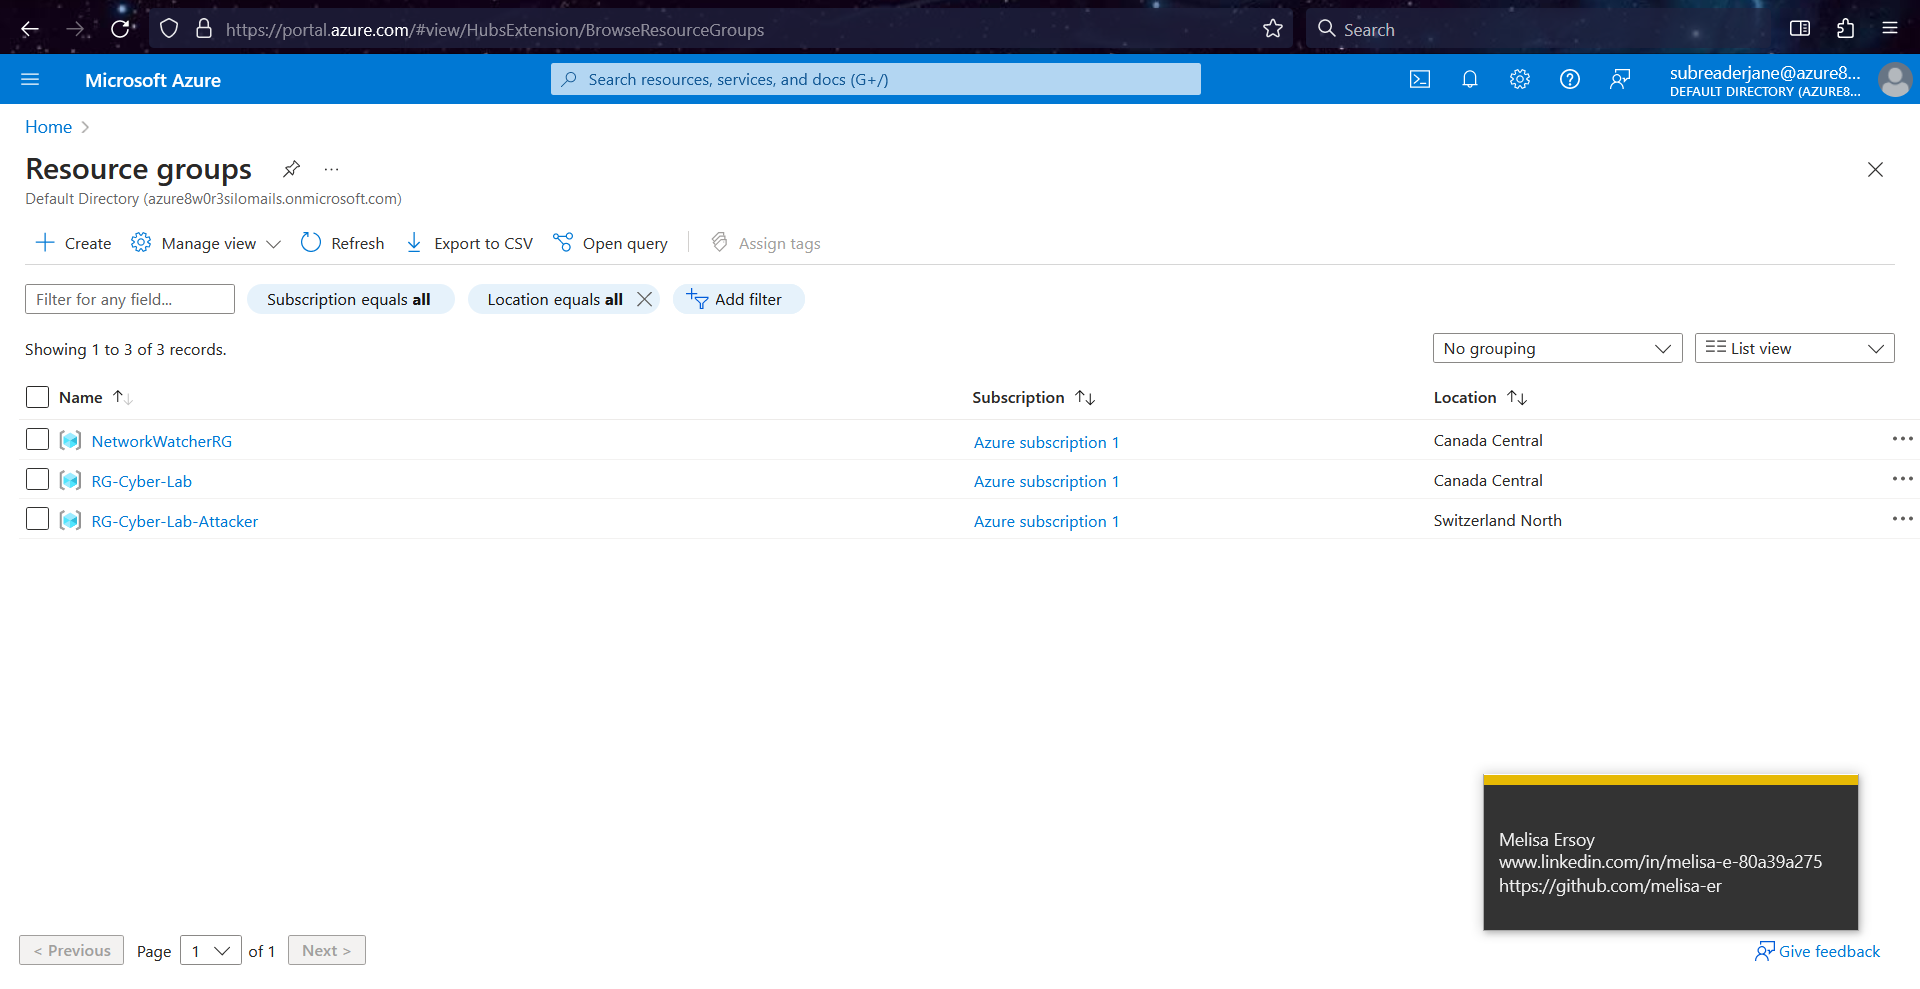 https://portal.azure.com/#view/HubsExtension/BrowseResourceGroups
Search
Microsoft Azure
Search resources, services, and docs (G+/)
subreaderjane@azure8...
DEFAULT DIRECTORY (AZURE8...
Home
Resource groups
...
Default Directory (azure8w0r3silomails.onmicrosoft.com)
Create
Manage view
Refresh
Export to CSV
Open query
Assign tags
Filter for any field...
Subscription equals all
Location equals all
Add filter
Showing 1 to 3 of 3 records.
No grouping
List view
Name
Subscription
Location
NetworkWatcherRG
Azure subscription 1
Canada Central
RG-Cyber-Lab
Azure subscription 1
Canada Central
RG-Cyber-Lab-Attacker
Azure subscription 1
Switzerland North
Melisa Ersoy
www.linkedin.com/in/melisa-e-80a39a275
https://github.com/melisa-er
< Previous
Page 1 of 1
Next >
Give feedback